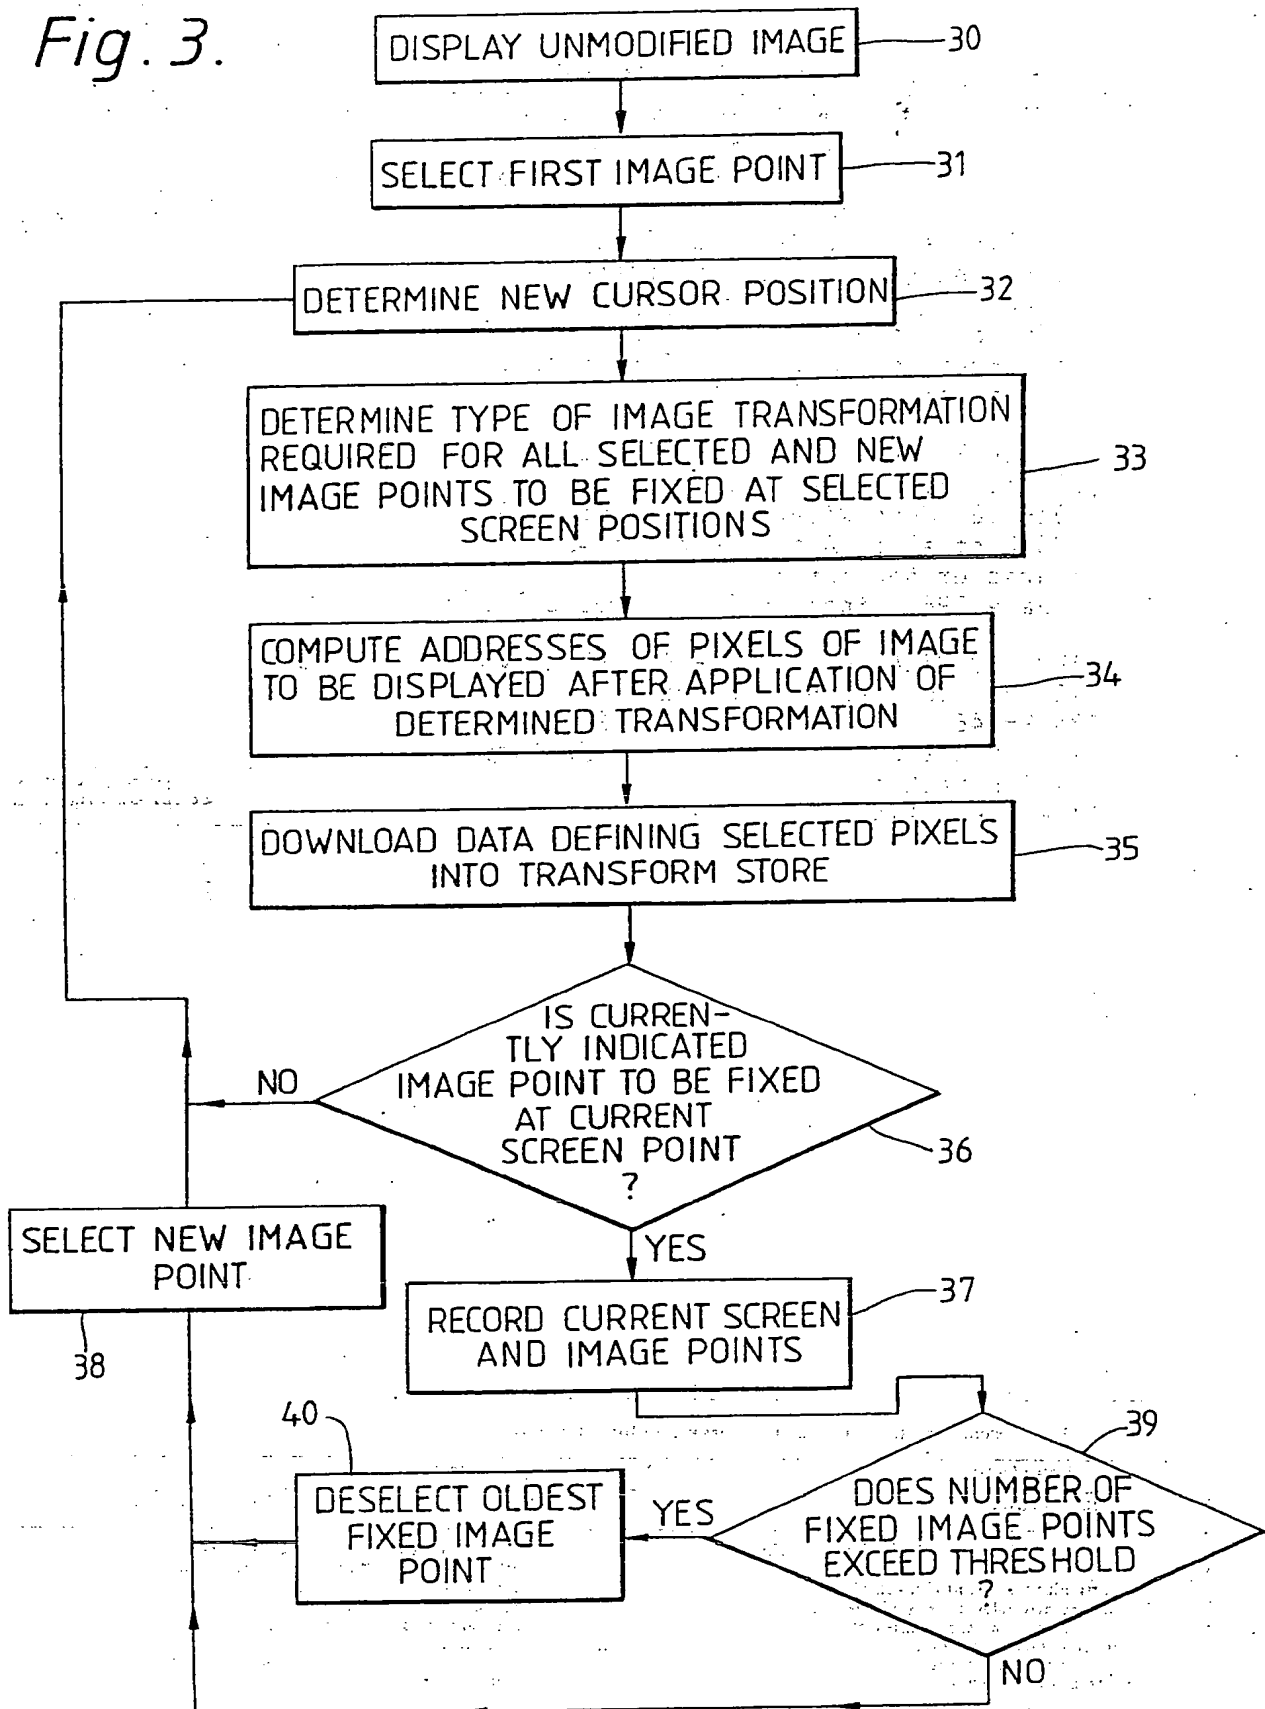 Fig. 3.
DISPLAY UNMODIFIED IMAGE
30
SELECT FIRST IMAGE POINT
31
DETERMINE NEW CURSOR POSITION
32
DETERMINE TYPE OF IMAGE TRANSFORMATION
REQUIRED FOR ALL SELECTED AND NEW
IMAGE POINTS TO BE FIXED AT SELECTED
SCREEN POSITIONS
33
COMPUTE ADDRESSES OF PIXELS OF IMAGE
TO BE DISPLAYED AFTER APPLICATION OF
DETERMINED TRANSFORMATION
34
DOWNLOAD DATA DEFINING SELECTED PIXELS
INTO TRANSFORM STORE
35
IS CURREN-
TLY INDICATED
IMAGE POINT TO BE FIXED
AT CURRENT
SCREEN POINT
?
36
NO
YES
SELECT NEW IMAGE
POINT
38
RECORD CURRENT SCREEN
AND IMAGE POINTS
37
DOES NUMBER OF
FIXED IMAGE POINTS
EXCEED THRESHOLD
?
39
YES
DESELECT OLDEST
FIXED IMAGE
POINT
40
NO